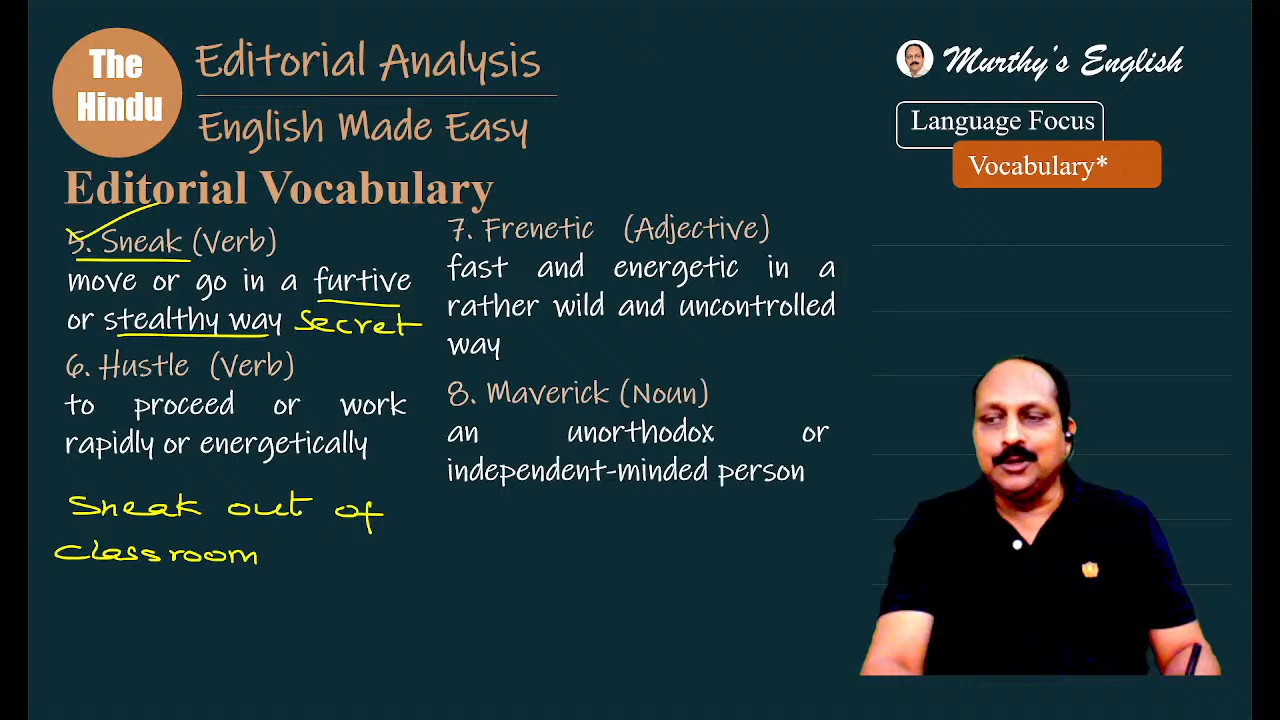 The
Hindu
Editorial Analysis
English Made Easy
Murthy's English
Language Focus
Vocabulary*
Editorial Vocabulary
5. Sneak (Verb)
move or go in a furtive
or stealthy way secret
6. Hustle (Verb)
to proceed or work
rapidly or energetically
Sneak out of
classroom
7. Frenetic (Adjective)
fast and energetic in a
rather wild and uncontrolled
way
8. Maverick (Noun)
an unorthodox or
independent-minded person